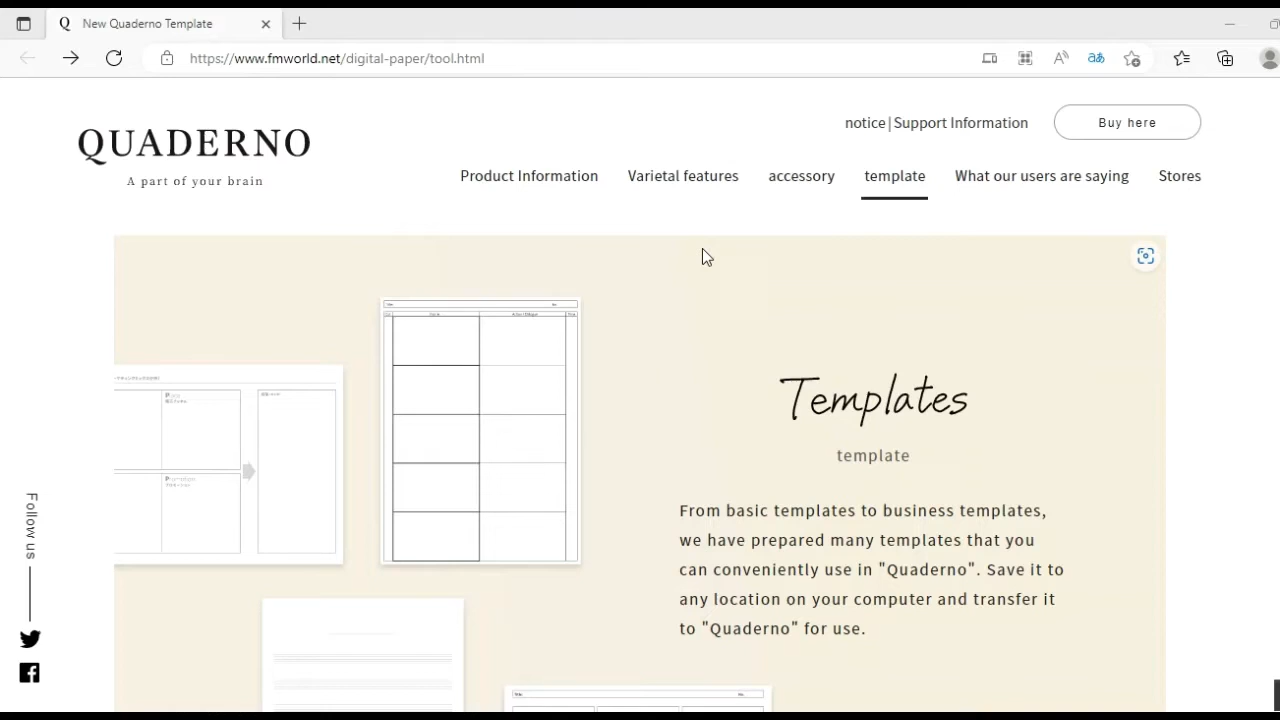 Q New Quaderno Template
https://www.fmworld.net/digital-paper/tool.html
QUADERNO
A part of your brain
notice | Support Information
Buy here
Product Information
Varietal features
accessory
template
What our users are saying
Stores
Templates
template
From basic templates to business templates,
we have prepared many templates that you
can conveniently use in "Quaderno". Save it to
any location on your computer and transfer it
to "Quaderno" for use.
Follow us